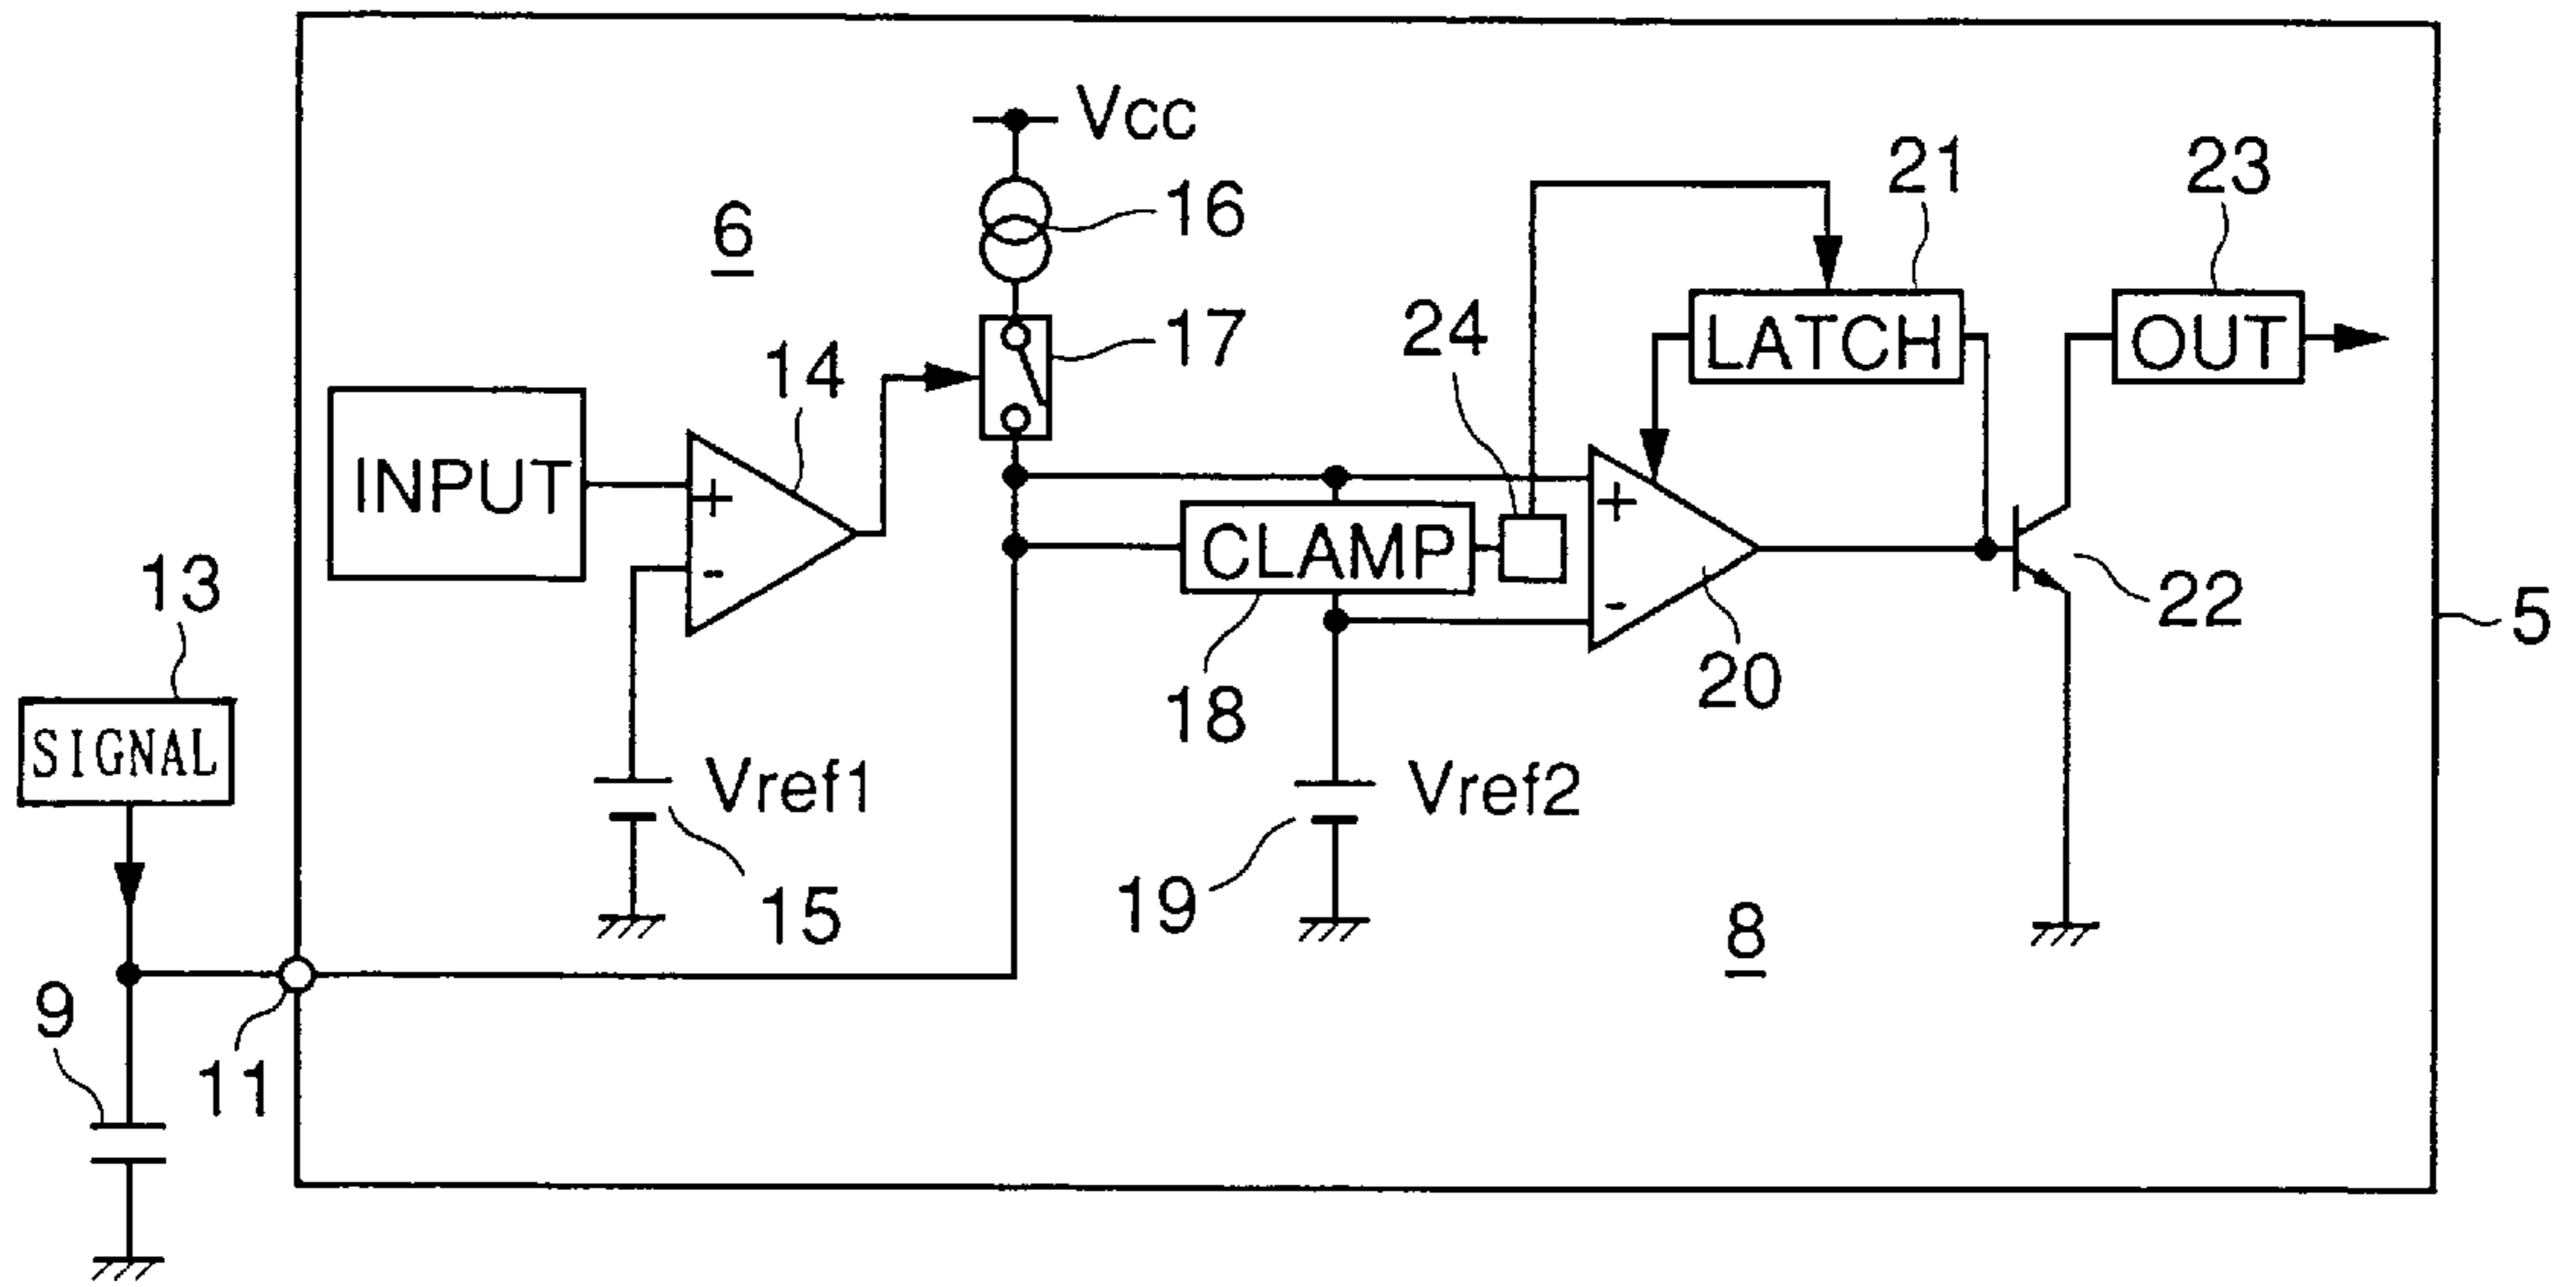 Vcc
21
23
6
16
24
17
LATCH
OUT
14
INPUT
+
-
CLAMP
+
-
13
22
5
20
18
SIGNAL
Vref1
Vref2
15
19
8
9
11